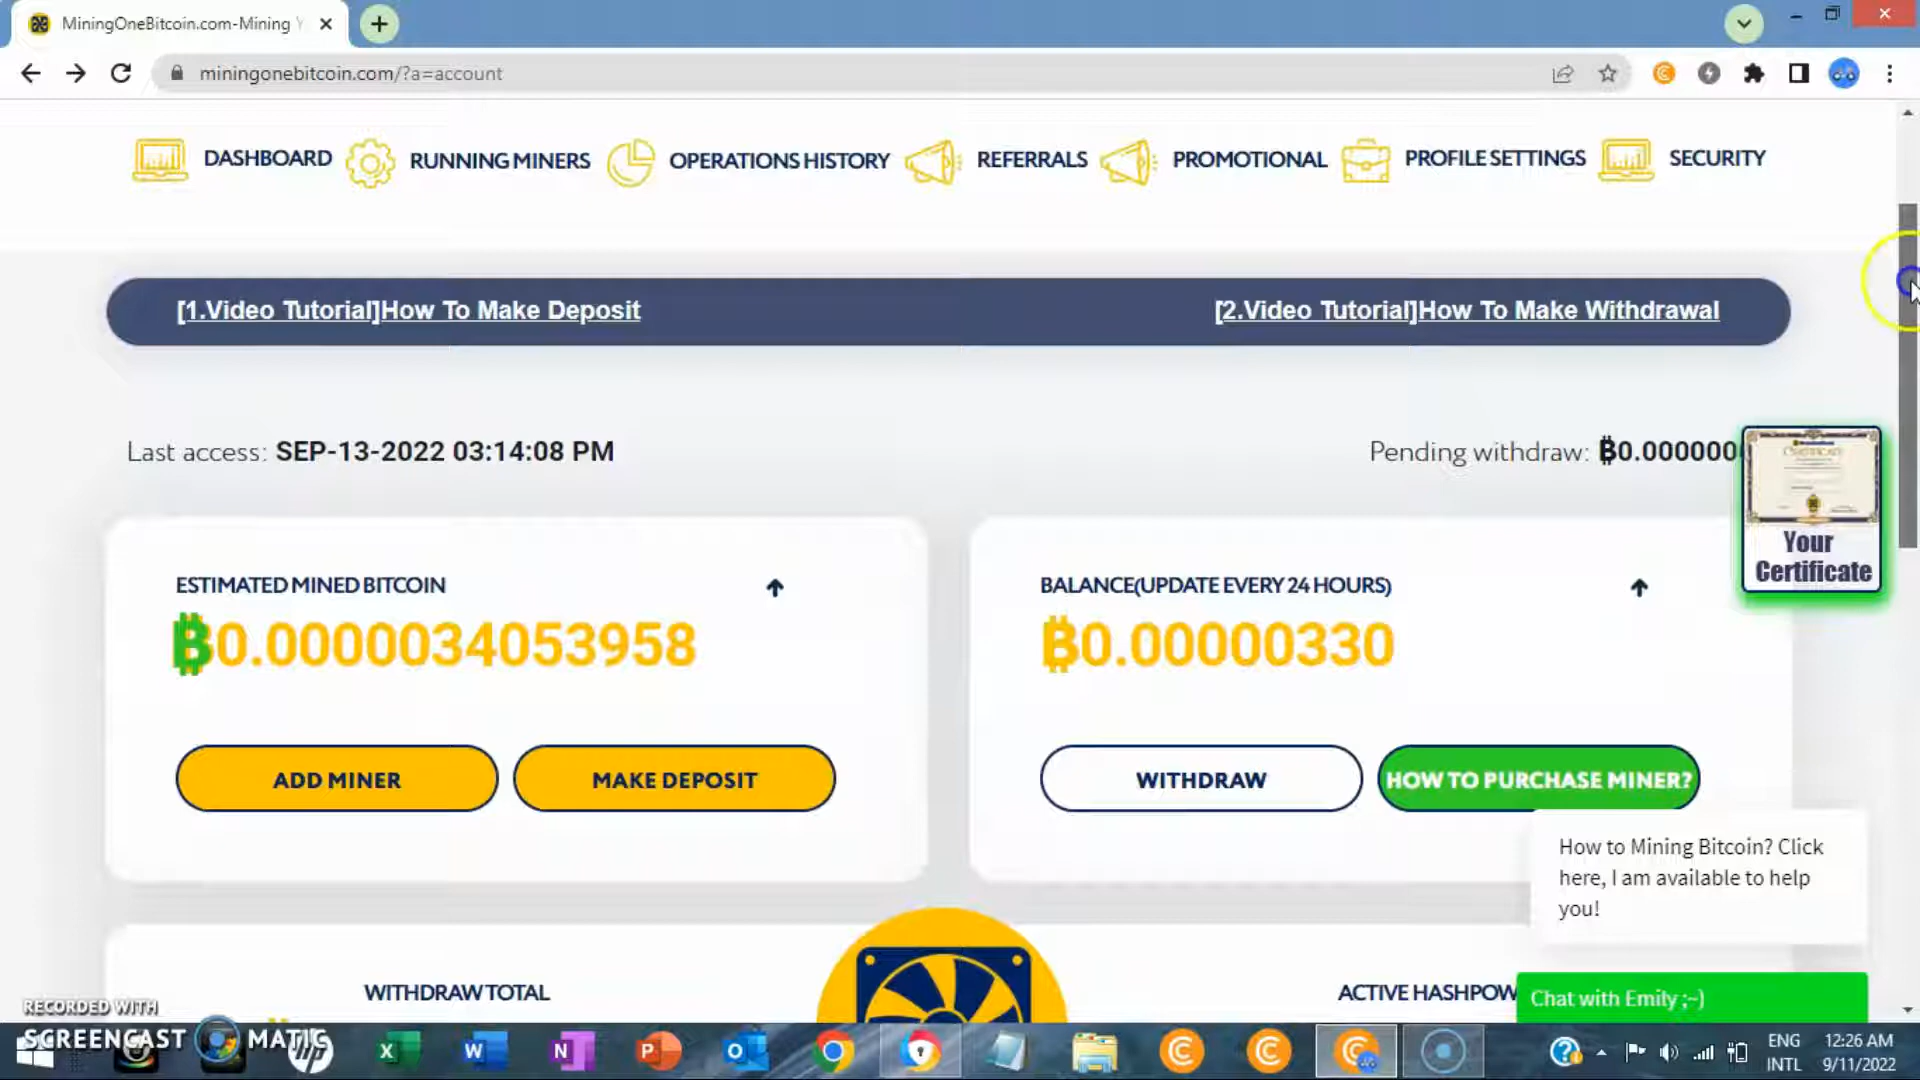 MiningOneBitcoin.com-Mining Y
miningonebitcoin.com/?a=account
DASHBOARD RUNNING MINERS OPERATIONS HISTORY REFERRALS PROMOTIONAL PROFILE SETTINGS SECURITY
[1.Video Tutorial]How To Make Deposit [2.Video Tutorial]How To Make Withdrawal
Last access: SEP-13-2022 03:14:08 PM Pending withdraw: ₿0.000000
CERTIFICATE
Your
Certificate
ESTIMATED MINED BITCOIN
₿0.0000034053958
ADD MINER MAKE DEPOSIT
BALANCE(UPDATE EVERY 24 HOURS)
₿0.00000330
WITHDRAW HOW TO PURCHASE MINER?
How to Mining Bitcoin? Click
here, I am available to help
you!
WITHDRAW TOTAL ACTIVE HASHPOW
Chat with Emily ;-)
RECORDED WITH
SCREENCAST MATIC
ENG
INTL
12:26 AM
9/11/2022